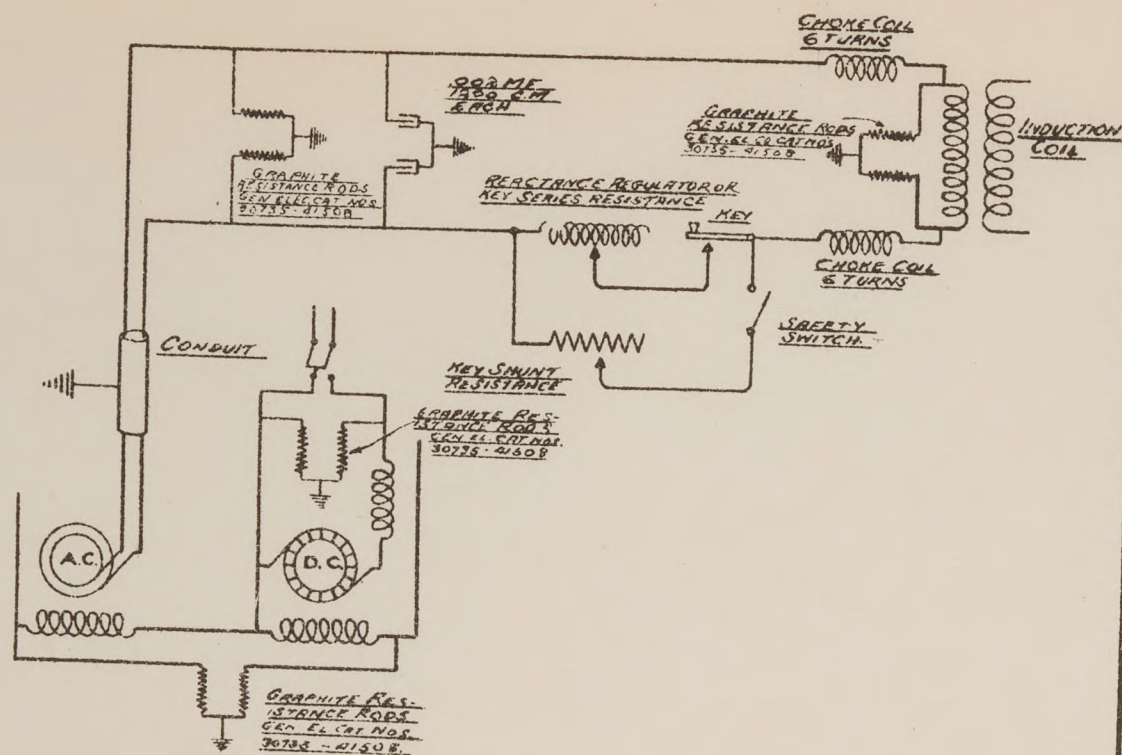 CHOKE COIL
6 TURNS
.002 MF
EACH
GRAPHITE
RESISTANCE RODS
GEN. EL CO CAT NOS.
30735-41508
INDUCTION
COIL
GRAPHITE
RESISTANCE RODS
GEN ELEC. CAT NOS
30735-41508
REACTANCE REGULATOR OR
KEY SERIES RESISTANCE
KEY
CHOKE COIL
6 TURNS
SAFETY
SWITCH.
CONDUIT
KEY SHUNT
RESISTANCE
GRAPHITE RES-
ISTANCE RODS
GEN EL. CAT NOS.
30735-41508
A.C.
D.C.
GRAPHITE RES-
ISTANCE RODS
GEN EL CAT NOS.
30735-41508.